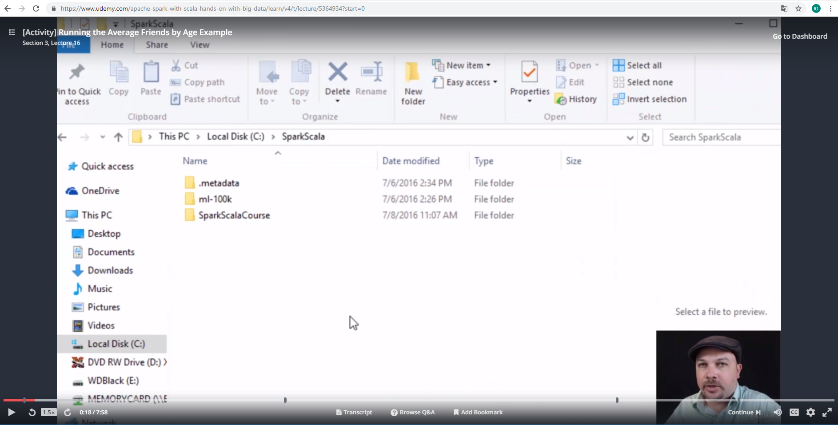 https://www.udemy.com/apache-spark-with-scala-hands-on-with-big-data/learn/v4/t/lecture/5364934?start=0
SparkScala
[Activity] Running the Average Friends by Age Example
Section 3, Lecture 16
Go to Dashboard
Home Share View
Pin to Quick access
Copy
Paste
Cut
Copy path
Paste shortcut
Clipboard
Move to
Copy to
Delete
Rename
Organize
New folder
New item
Easy access
New
Properties
Open
Edit
History
Open
Select all
Select none
Invert selection
Select
This PC > Local Disk (C:) > SparkScala
Search SparkScala
Name Date modified Type Size
.metadata 7/6/2016 2:34 PM File folder
ml-100k 7/6/2016 2:26 PM File folder
SparkScalaCourse 7/8/2016 11:07 AM File folder
Quick access
OneDrive
This PC
Desktop
Documents
Downloads
Music
Pictures
Videos
Local Disk (C:)
DVD RW Drive (D:)
WDBlack (E:)
MEMORYCARD
Select a file to preview.
1.5x 0:18 / 7:58 Transcript Browse Q&A Add Bookmark Continue